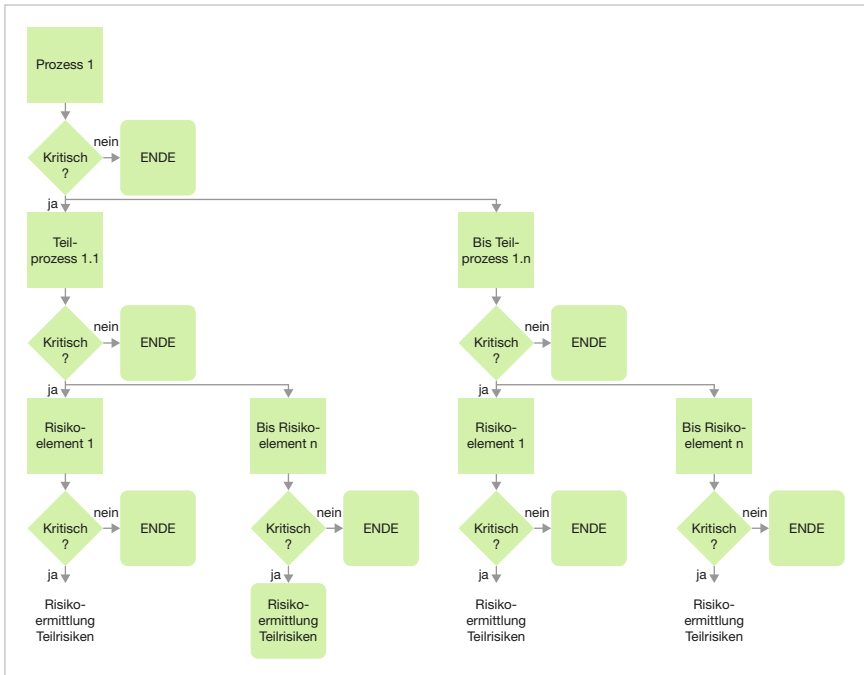 Prozess 1
nein
Kritisch
?
ENDE
ja
Teil-
prozess 1.1
Bis Teil-
prozess 1.n
nein
Kritisch
?
ENDE
nein
Kritisch
?
ENDE
ja
ja
Risiko-
element 1
Bis Risiko-
element n
Risiko-
element 1
Bis Risiko-
element n
nein
Kritisch
?
ENDE
nein
Kritisch
?
ENDE
nein
Kritisch
?
ENDE
nein
Kritisch
?
ENDE
ja
ja
ja
ja
Risiko-
ermittlung
Teilrisiken
Risiko-
ermittlung
Teilrisiken
Risiko-
ermittlung
Teilrisiken
Risiko-
ermittlung
Teilrisiken